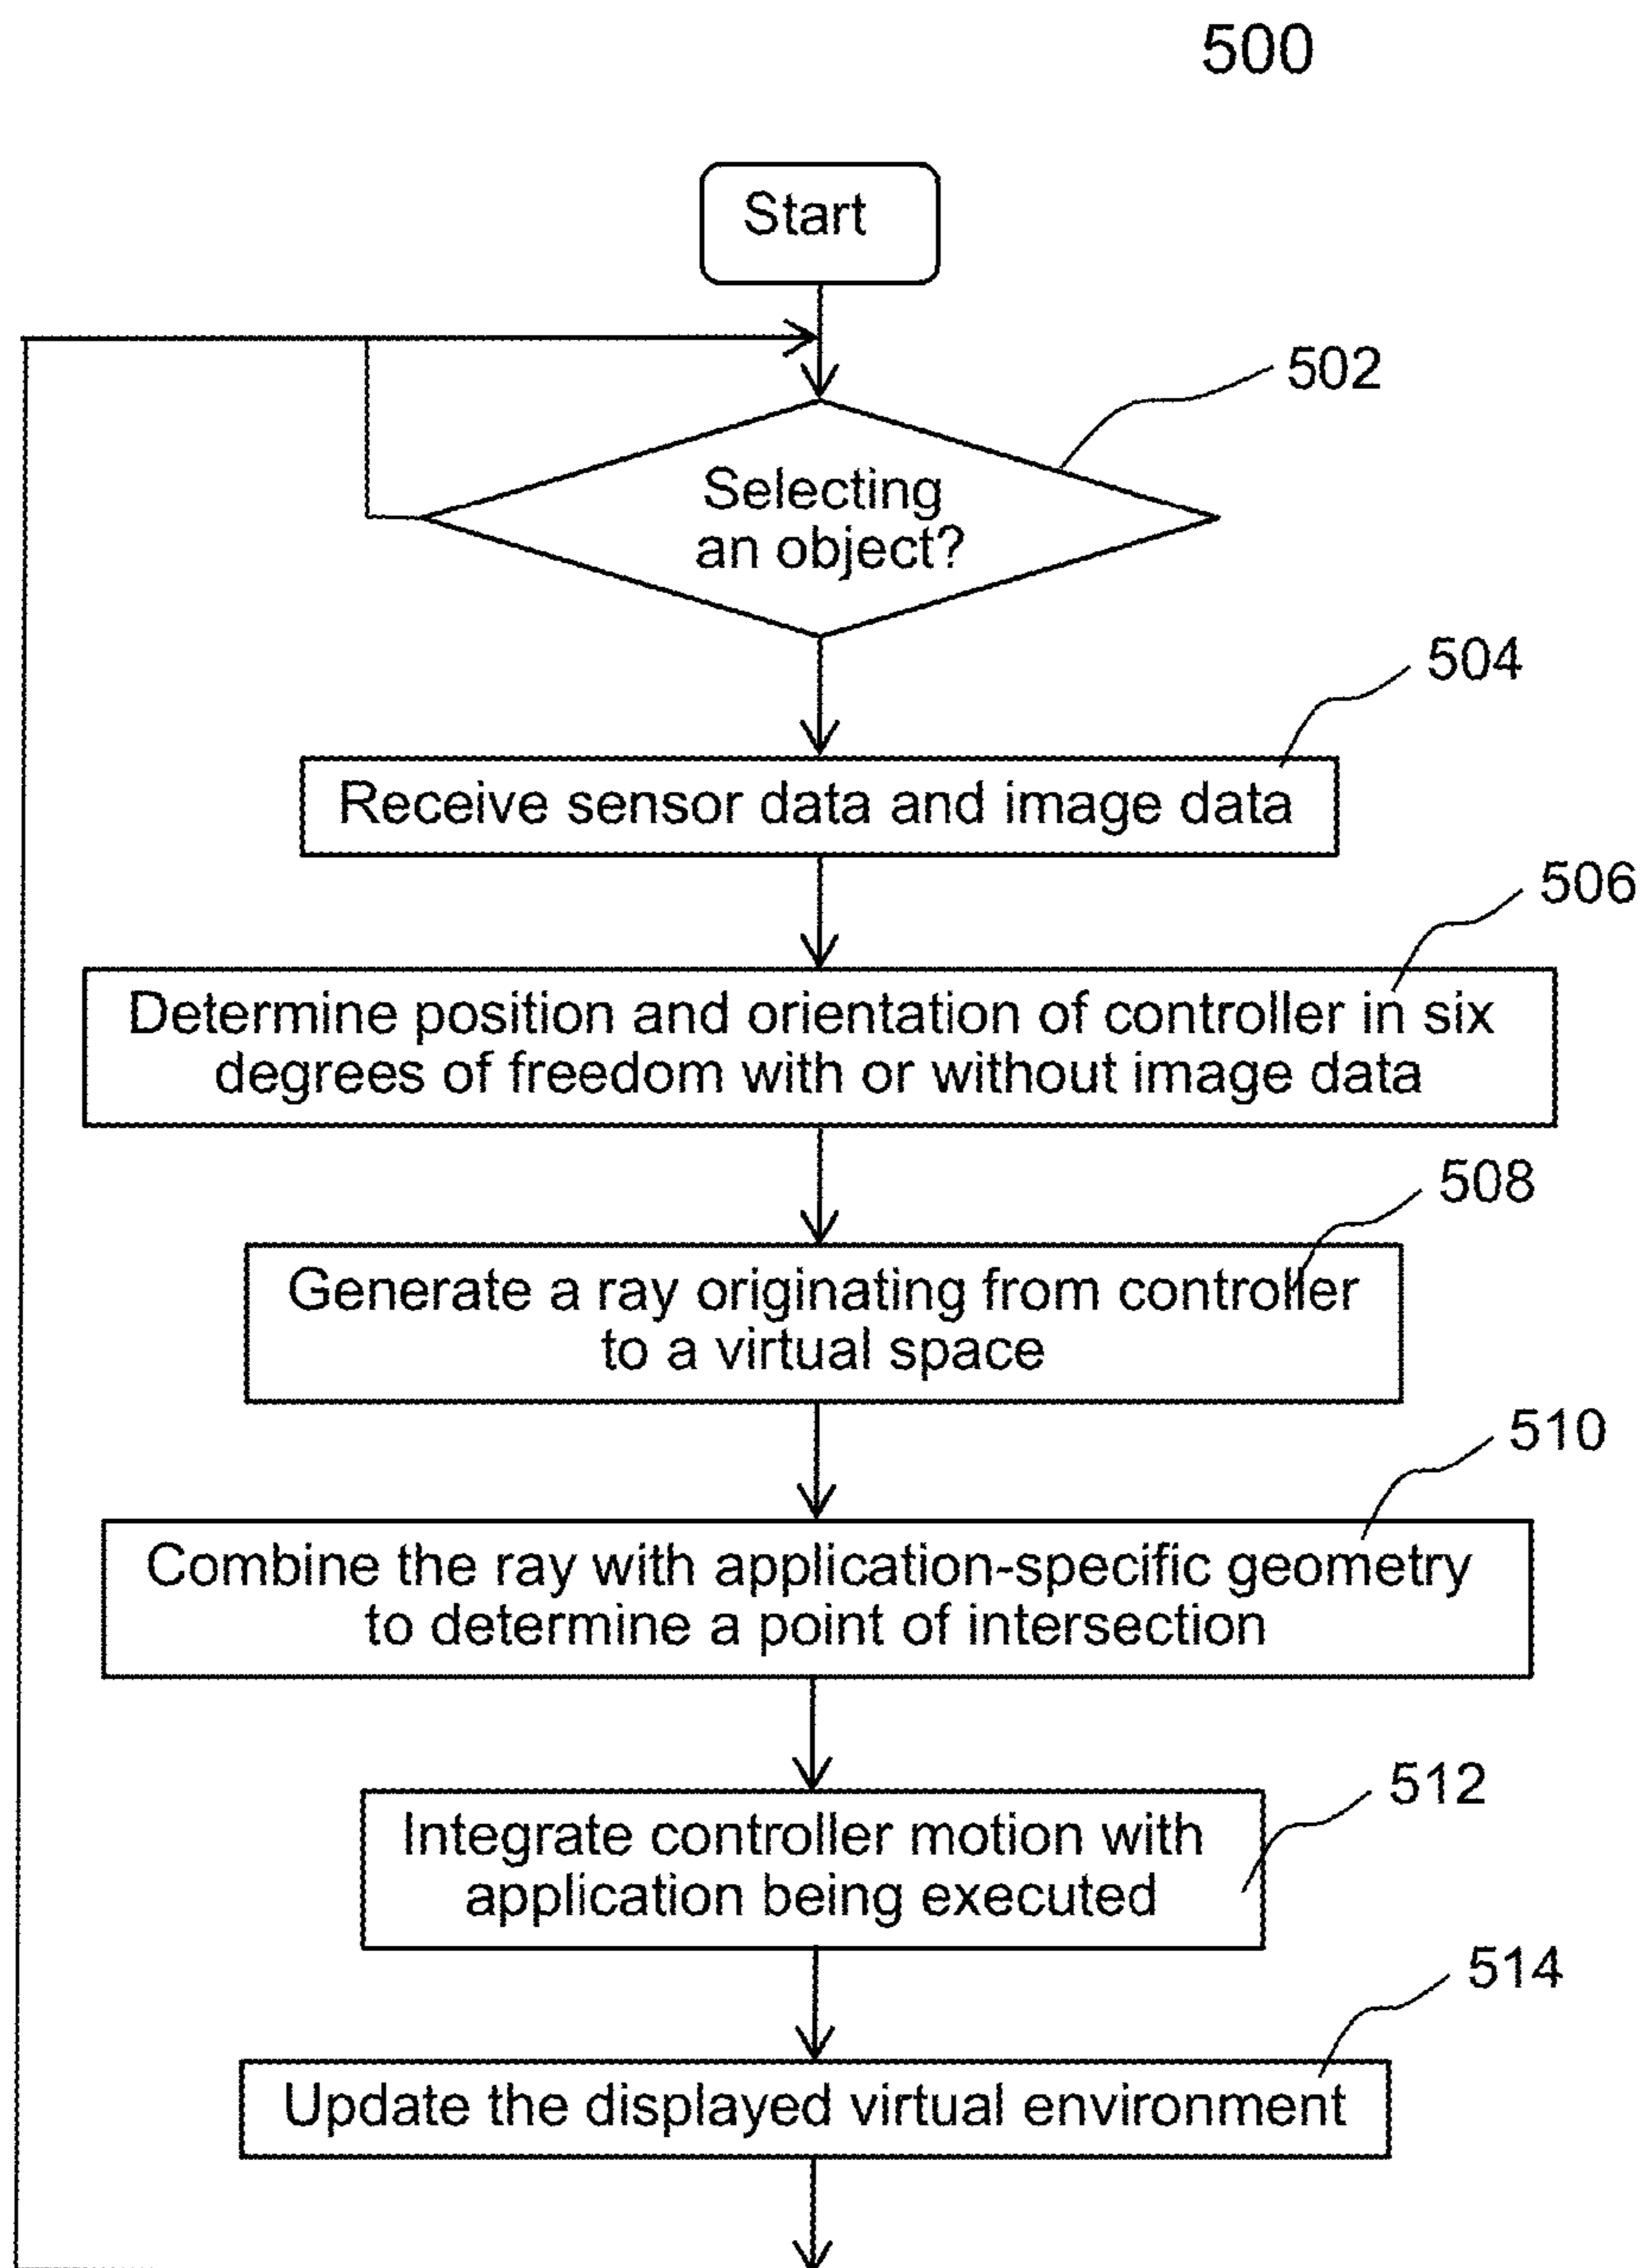 500
Start
502
Selecting
an object?
504
Receive sensor data and image data
506
Determine position and orientation of controller in six
degrees of freedom with or without image data
508
Generate a ray originating from controller
to a virtual space
510
Combine the ray with application-specific geometry
to determine a point of intersection
512
Integrate controller motion with
application being executed
514
Update the displayed virtual environment